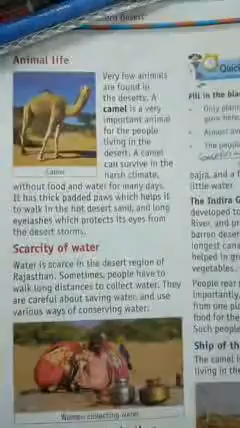 Desert
Animal life
Very few animals
are found in
the deserts. A
camel is a very
important animal
for the people
living in the
desert. A camel
can survive in the
harsh climate,
without food and water for many days.
It has thick padded paws which helps it
to walk in the hot desert sand, and long
eyelashes which protects its eyes from
the desert storms.
Camel
Scarcity of water
Water is scarce in the desert region of
Rajasthan. Sometimes, people have to
walk long distances to collect water. They
are careful about saving water, and use
various ways of conserving water.
Women collecting water
Quic
Fill in the bla
Only plan
grow here
Almost
The people
bajra, and a
little water
The Indira G
developed to
River, and pr
barren desert
longest cana
helped in gr
vegetables.
People rear
importantly,
from one pl
food for the
Such people
Ship of th
The camel is
living in the